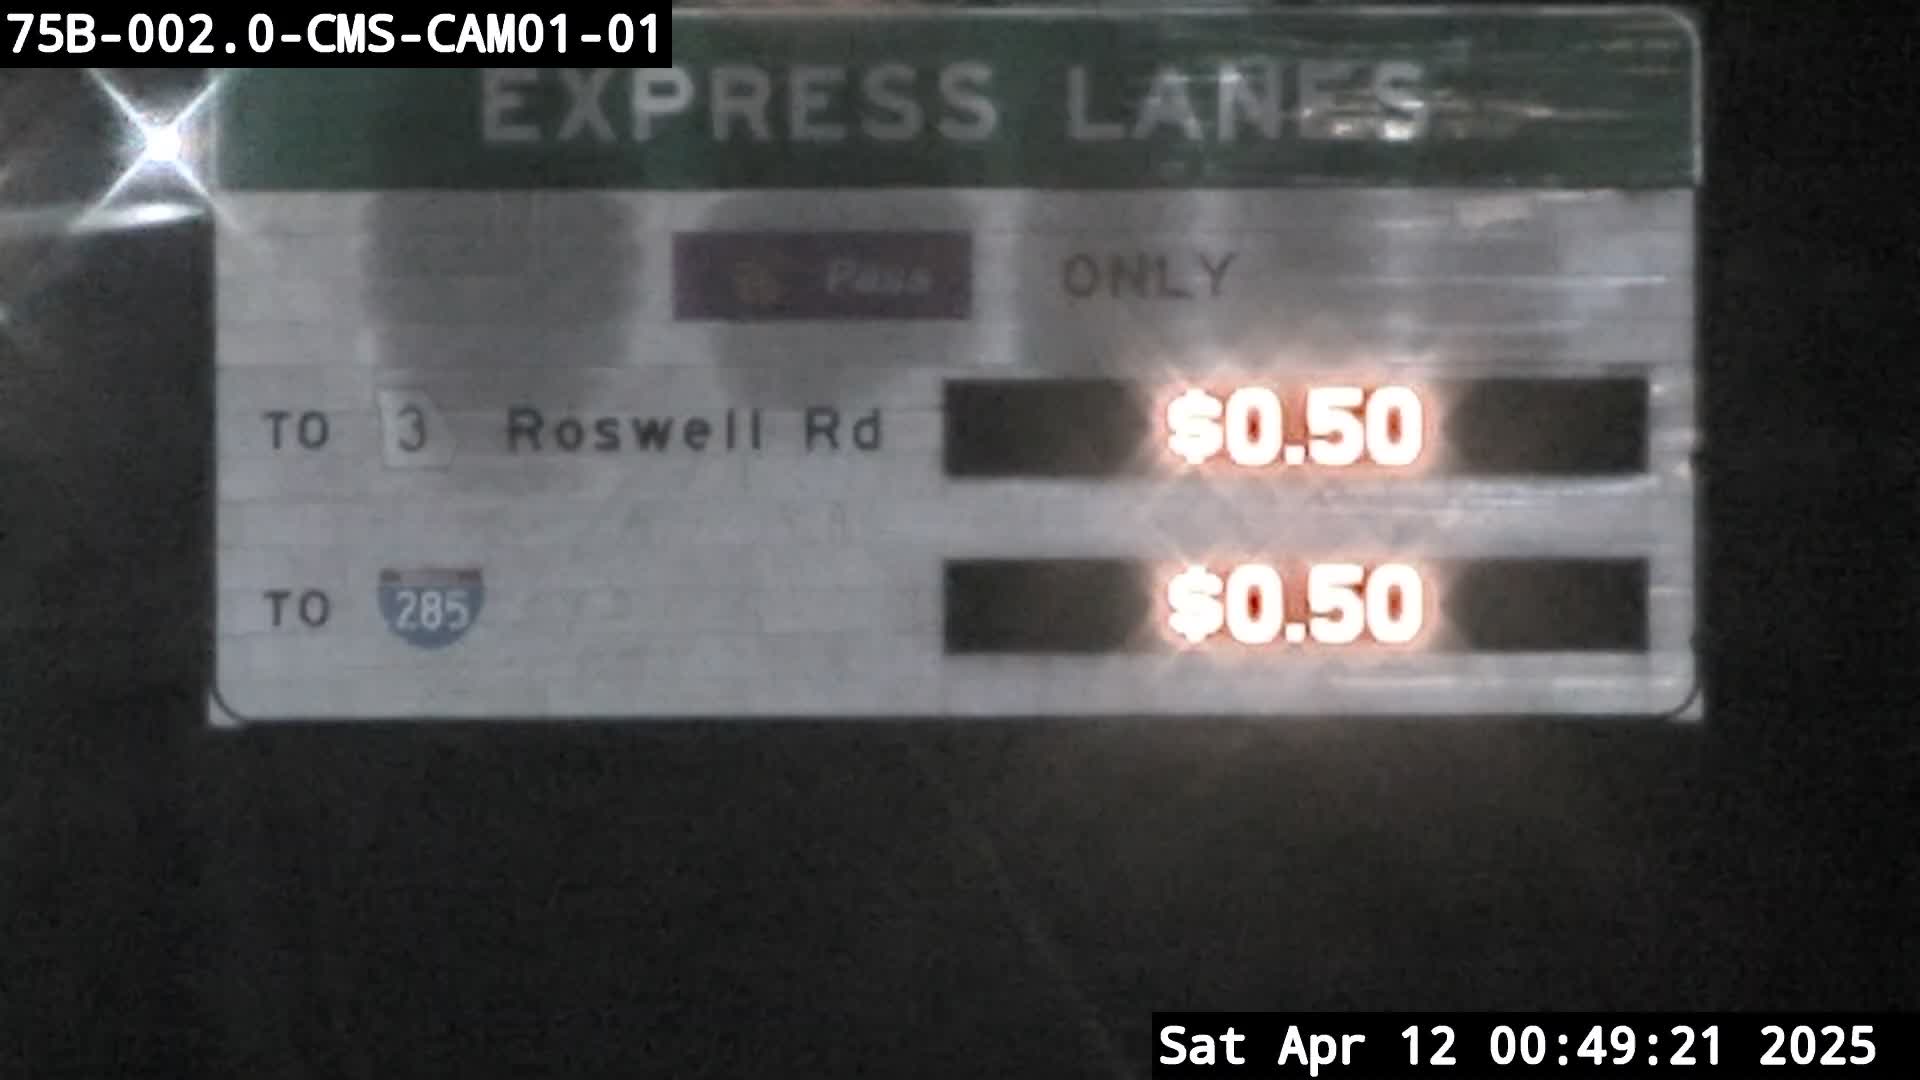 75B-002.0-CMS-CAM01-01
EXPRESS LANES
Pass ONLY
TO 3 Roswell Rd $0.50
TO 285 $0.50
Sat Apr 12 00:49:21 2025